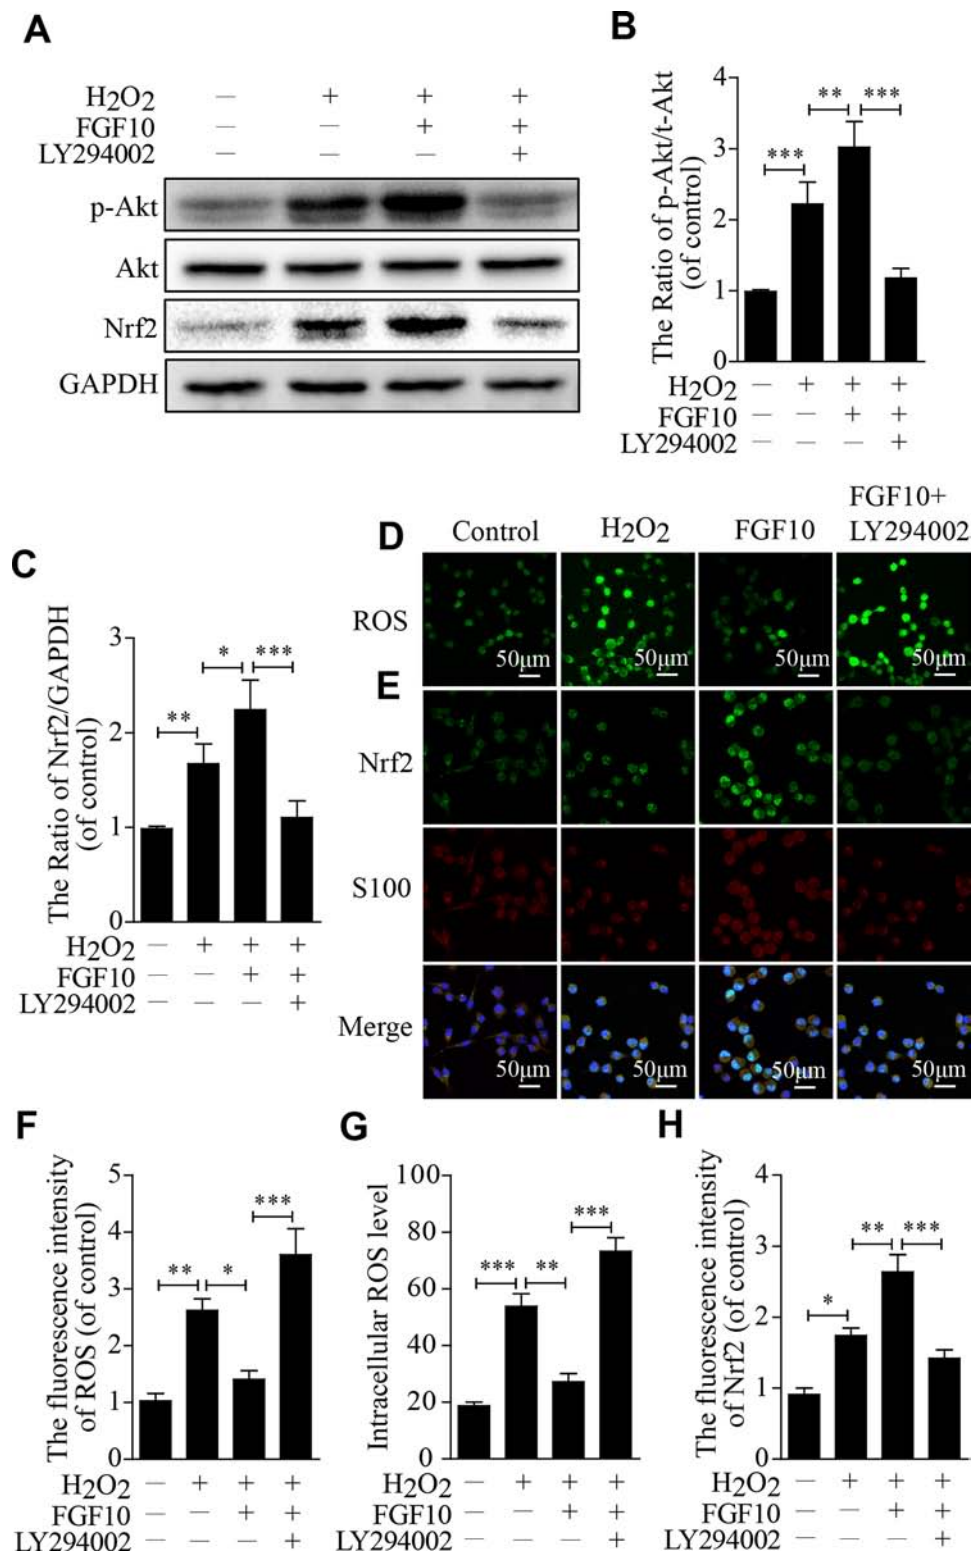 A
H2O2 — + + +
FGF10 — — + +
LY294002 — — — +
p-Akt
Akt
Nrf2
GAPDH
B
The Ratio of p-Akt/t-Akt
(of control)
4
3
2
1
0
***
**
***
H2O2 — + + +
FGF10 — — + +
LY294002 — — — +
C
The Ratio of Nrf2/GAPDH
(of control)
3
2
1
0
**
*
***
H2O2 — + + +
FGF10 — — + +
LY294002 — — — +
D
Control
H2O2
FGF10
FGF10+
LY294002
ROS
50μm 50μm 50μm 50μm
E
Nrf2
S100
Merge
50μm 50μm 50μm 50μm
F
The fluorescence intensity
of ROS (of control)
5
4
3
2
1
0
**
*
***
H2O2 — + + +
FGF10 — — + +
LY294002 — — — +
G
Intracellular ROS level
100
80
60
40
20
0
***
**
***
H2O2 — + + +
FGF10 — — + +
LY294002 — — — +
H
The fluorescence intensity
of Nrf2 (of control)
4
3
2
1
0
*
**
***
H2O2 — + + +
FGF10 — — + +
LY294002 — — — +